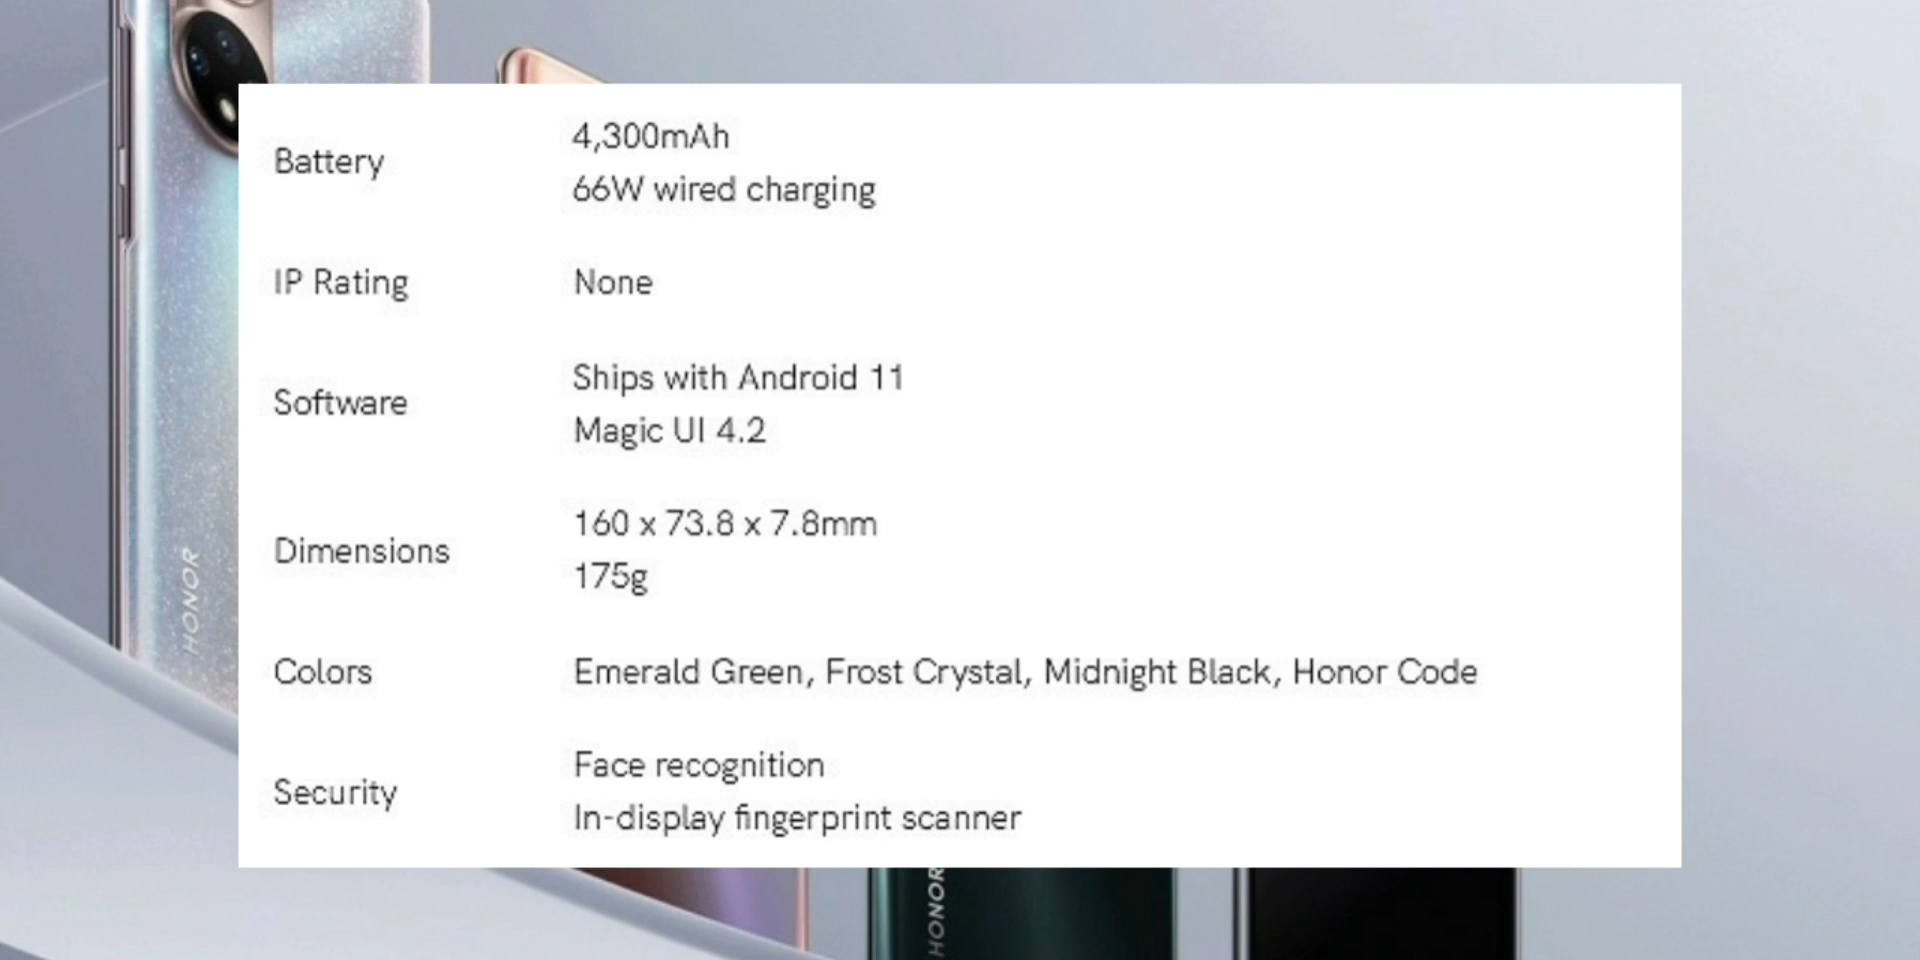 Battery
4,300mAh
66W wired charging
IP Rating
None
Software
Ships with Android 11
Magic UI 4.2
Dimensions
160 x 73.8 x 7.8mm
175g
Colors
Emerald Green, Frost Crystal, Midnight Black, Honor Code
Security
Face recognition
In-display fingerprint scanner
HONOR
HONOR